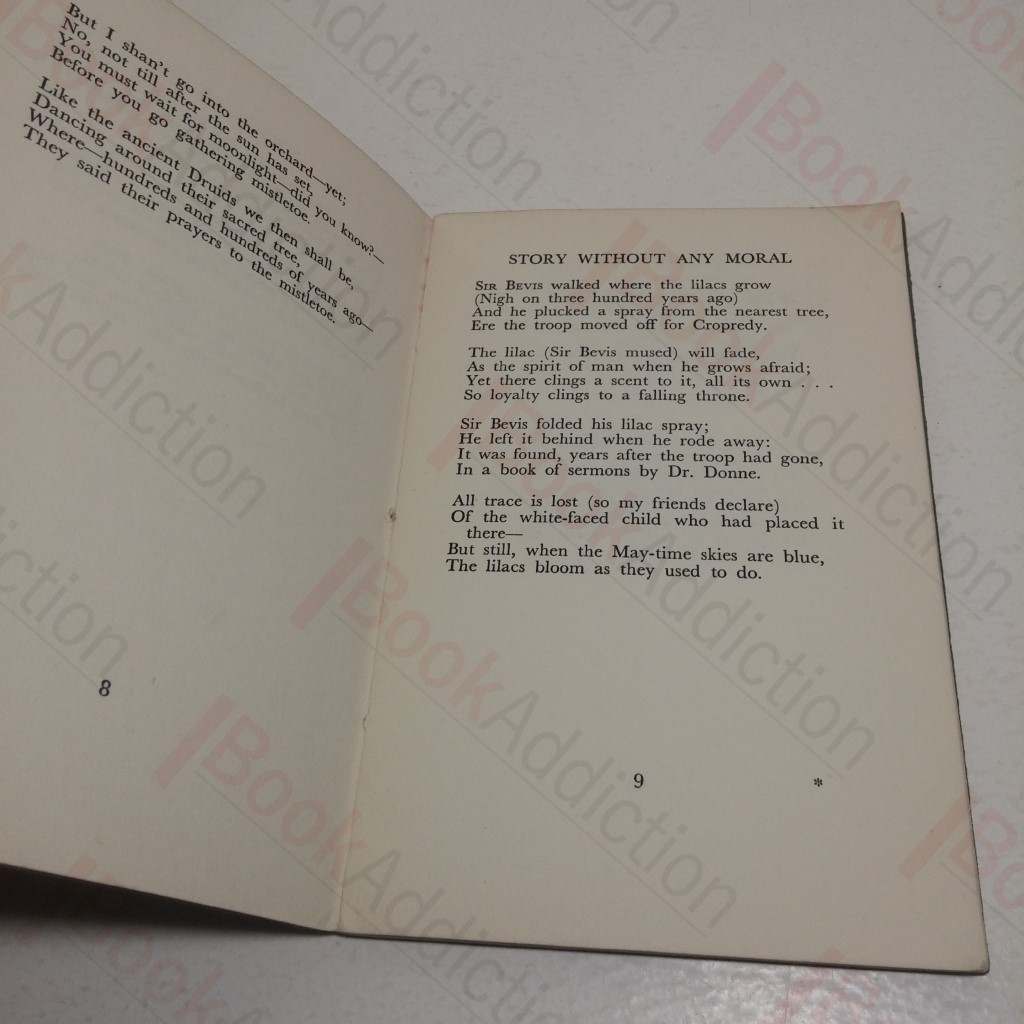 But I shan't go into the orchard—yet;
No, not till after the sun has set,
You must wait for moonlight—did you know?—
Before you go gathering mistletoe.
Like the ancient Druids we then shall be,
Dancing around their sacred tree,
Where—hundreds and hundreds of years ago—
They said their prayers to the mistletoe.
8
STORY WITHOUT ANY MORAL
SIR BEVIS walked where the lilacs grow
(Nigh on three hundred years ago)
And he plucked a spray from the nearest tree,
Ere the troop moved off for Cropredy.
The lilac (Sir Bevis mused) will fade,
As the spirit of man when he grows afraid;
Yet there clings a scent to it, all its own . . .
So loyalty clings to a falling throne.
Sir Bevis folded his lilac spray;
He left it behind when he rode away:
It was found, years after the troop had gone,
In a book of sermons by Dr. Donne.
All trace is lost (so my friends declare)
Of the white-faced child who had placed it
there—
But still, when the May-time skies are blue,
The lilacs bloom as they used to do.
9 *
BookAddiction